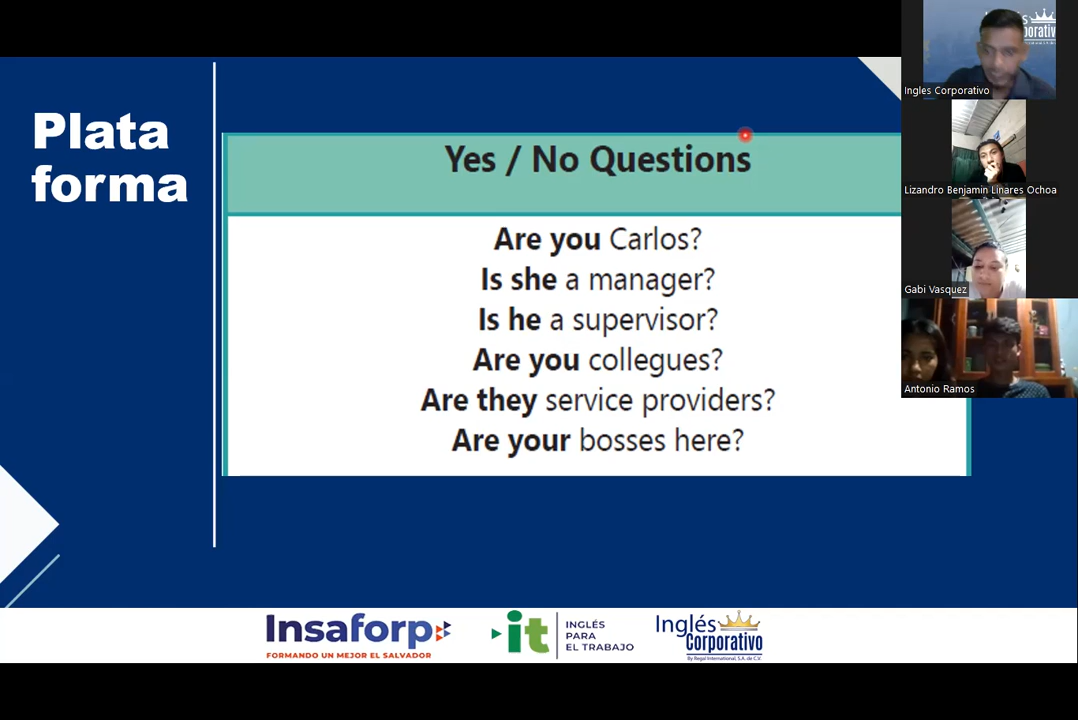 Plata
forma
Yes / No Questions
Are you Carlos?
Is she a manager?
Is he a supervisor?
Are you collegues?
Are they service providers?
Are your bosses here?
Ingles Corporativo
Lizandro Benjamin Linares Ochoa
Gabi Vasquez
Antonio Ramos
Insaforp
FORMANDO UN MEJOR EL SALVADOR
it
INGLÉS
PARA
EL TRABAJO
Inglés
Corporativo
By Regal International, S.A. de C.V.